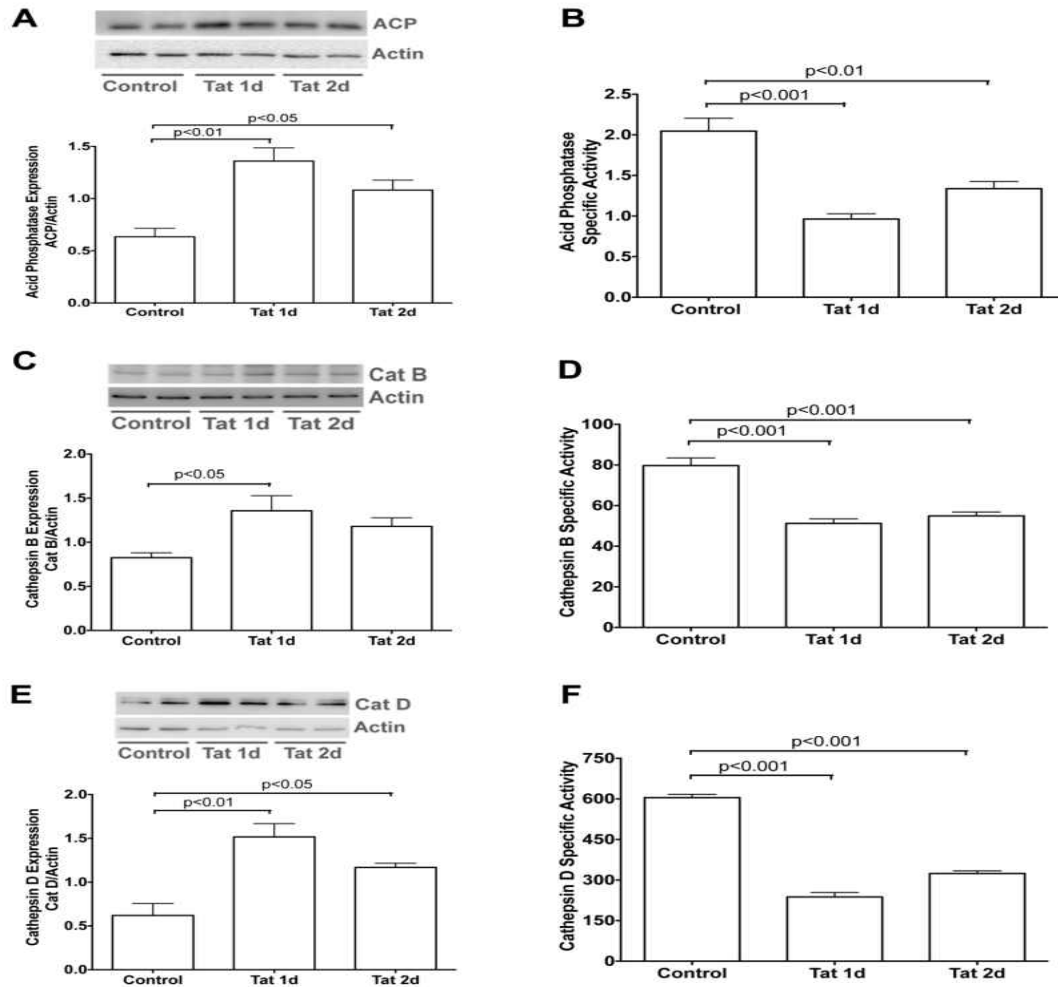 A
ACP
Actin
Control Tat 1d Tat 2d
p<0.05
p<0.01
Acid Phosphatase Expression
ACP/Actin
1.5
1.0
0.5
0.0
Control Tat 1d Tat 2d
B
p<0.01
p<0.001
Acid Phosphatase
Specific Activity
2.5
2.0
1.5
1.0
0.5
0.0
Control Tat 1d Tat 2d
C
Cat B
Actin
Control Tat 1d Tat 2d
p<0.05
Cathepsin B Expression
Cat B/Actin
2.0
1.5
1.0
0.5
0.0
Control Tat 1d Tat 2d
D
p<0.001
p<0.001
Cathepsin B Specific Activity
100
80
60
40
20
0
Control Tat 1d Tat 2d
E
Cat D
Actin
Control Tat 1d Tat 2d
p<0.05
p<0.01
Cathepsin D Expression
Cat D/Actin
2.0
1.5
1.0
0.5
0.0
Control Tat 1d Tat 2d
F
p<0.001
p<0.001
Cathepsin D Specific Activity
750
600
450
300
150
0
Control Tat 1d Tat 2d